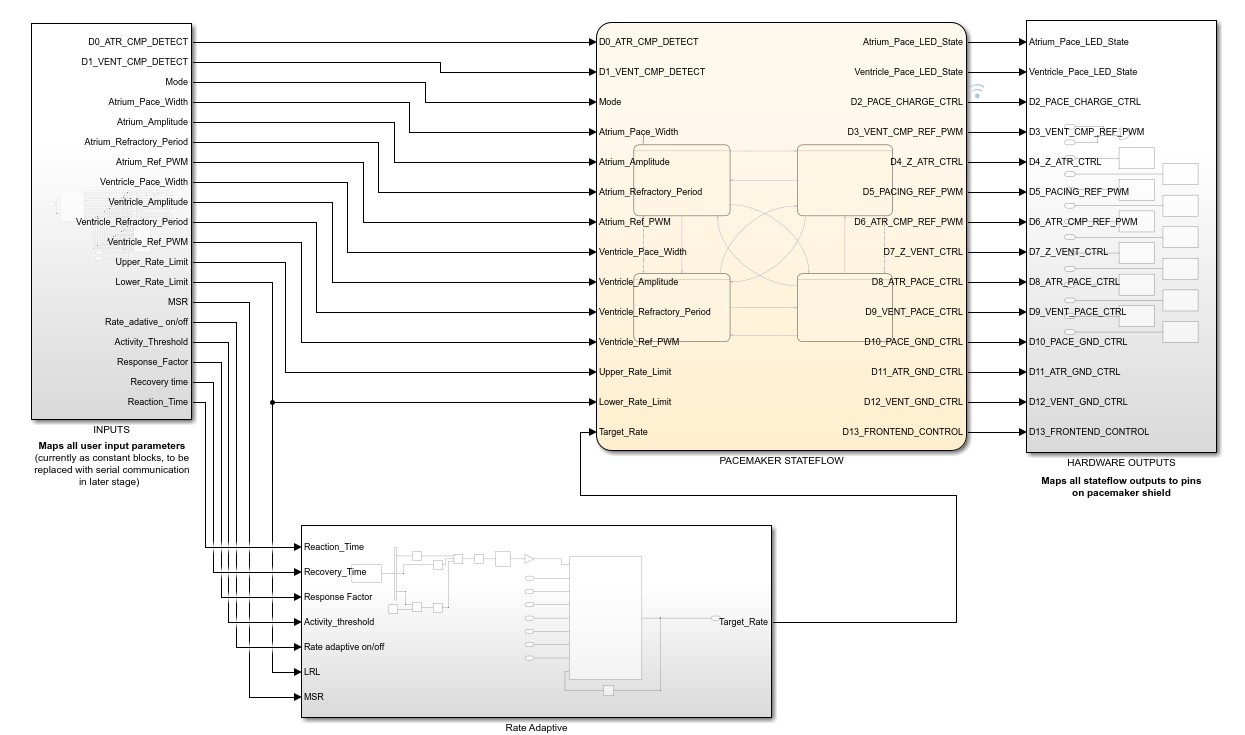 D0_ATR_CMP_DETECT
D1_VENT_CMP_DETECT
Mode
Atrium_Pace_Width
Atrium_Amplitude
Atrium_Refractory_Period
Atrium_Ref_PWM
Ventricle_Pace_Width
Ventricle_Amplitude
Ventricle_Refractory_Period
Ventricle_Ref_PWM
Upper_Rate_Limit
Lower_Rate_Limit
MSR
Rate_adative_ on/off
Activity_Threshold
Response_Factor
Recovery time
Reaction_Time
INPUTS
Maps all user input parameters
(currently as constant blocks, to be
replaced with serial communication
in later stage)
D0_ATR_CMP_DETECT
D1_VENT_CMP_DETECT
Mode
Atrium_Pace_Width
Atrium_Amplitude
Atrium_Refractory_Period
Atrium_Ref_PWM
Ventricle_Pace_Width
Ventricle_Amplitude
Ventricle_Refractory_Period
Ventricle_Ref_PWM
Upper_Rate_Limit
Lower_Rate_Limit
Target_Rate
Atrium_Pace_LED_State
Ventricle_Pace_LED_State
D2_PACE_CHARGE_CTRL
D3_VENT_CMP_REF_PWM
D4_Z_ATR_CTRL
D5_PACING_REF_PWM
D6_ATR_CMP_REF_PWM
D7_Z_VENT_CTRL
D8_ATR_PACE_CTRL
D9_VENT_PACE_CTRL
D10_PACE_GND_CTRL
D11_ATR_GND_CTRL
D12_VENT_GND_CTRL
D13_FRONTEND_CONTROL
PACEMAKER STATEFLOW
Atrium_Pace_LED_State
Ventricle_Pace_LED_State
D2_PACE_CHARGE_CTRL
D3_VENT_CMP_REF_PWM
D4_Z_ATR_CTRL
D5_PACING_REF_PWM
D6_ATR_CMP_REF_PWM
D7_Z_VENT_CTRL
D8_ATR_PACE_CTRL
D9_VENT_PACE_CTRL
D10_PACE_GND_CTRL
D11_ATR_GND_CTRL
D12_VENT_GND_CTRL
D13_FRONTEND_CONTROL
HARDWARE OUTPUTS
Maps all stateflow outputs to pins
on pacemaker shield
Reaction_Time
Recovery_Time
Response Factor
Activity_threshold
Rate adaptive on/off
LRL
MSR
Target_Rate
Rate Adaptive